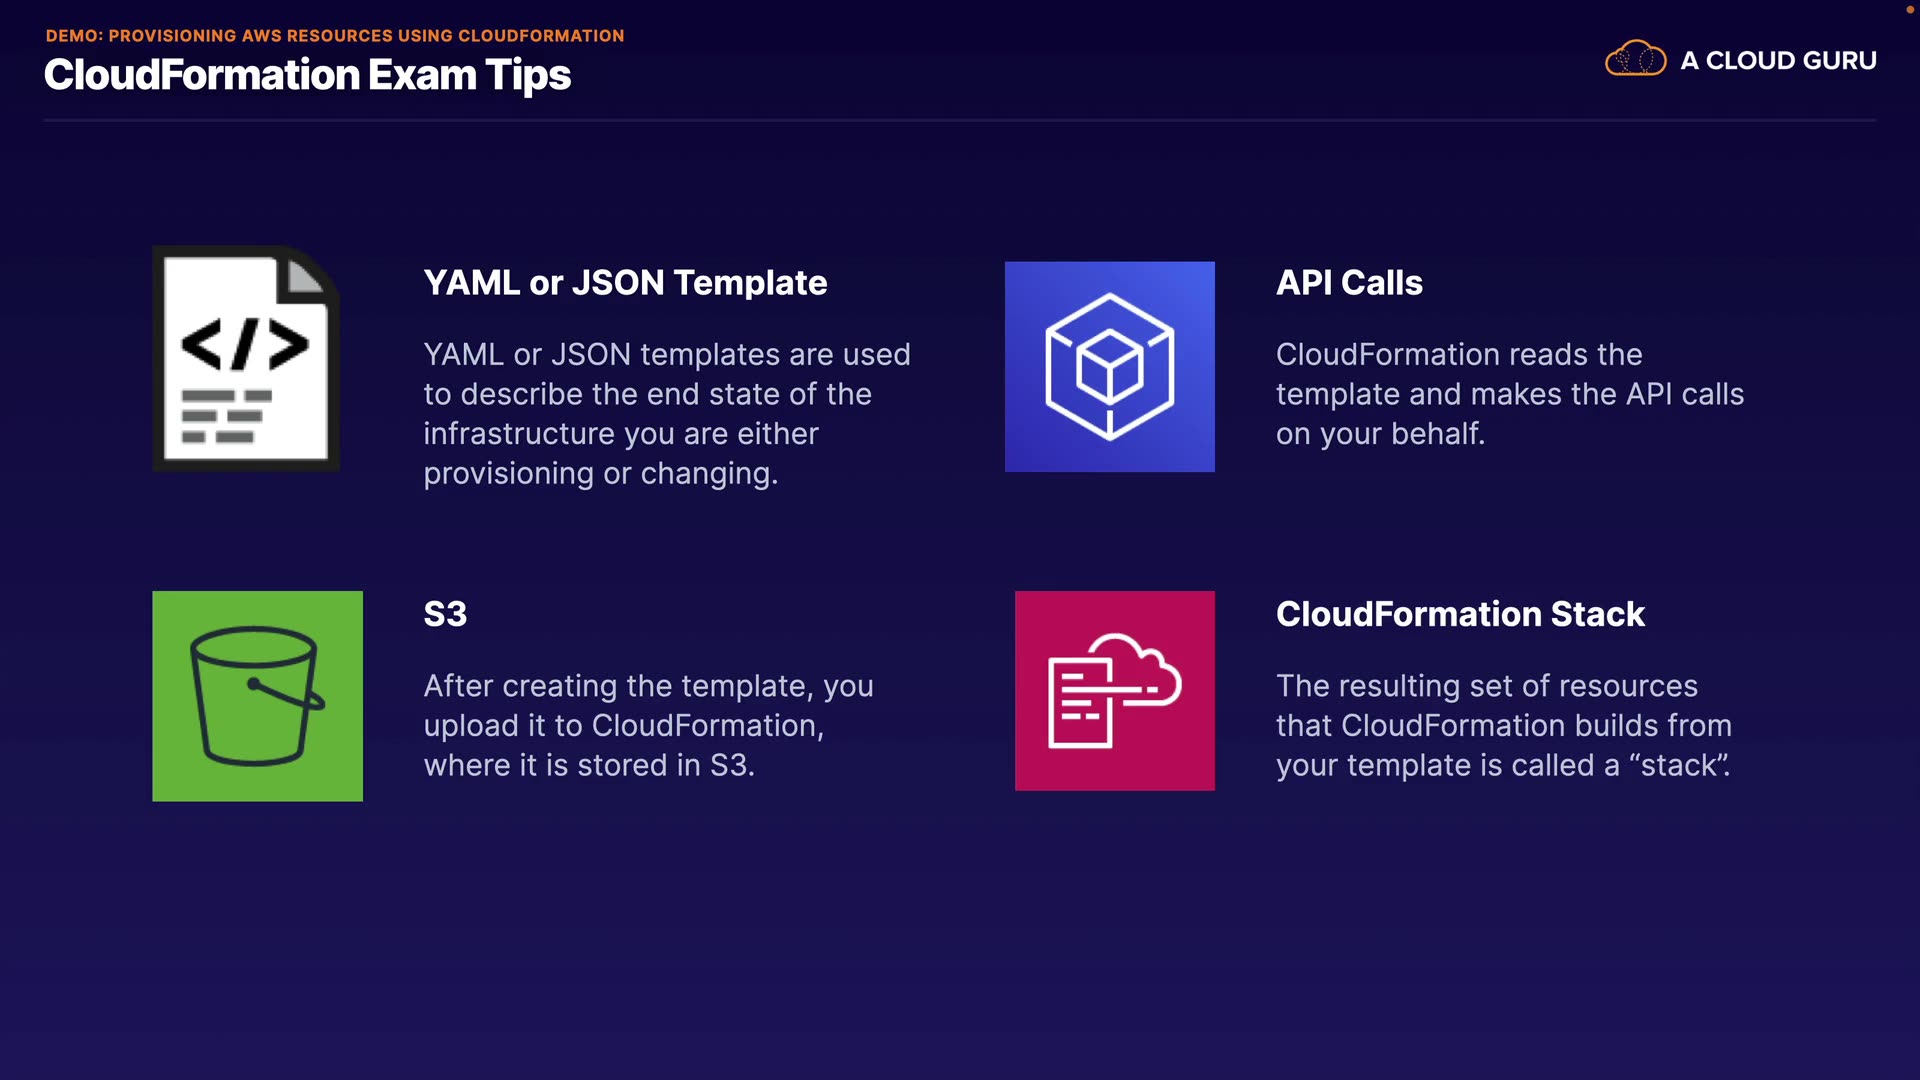 DEMO: PROVISIONING AWS RESOURCES USING CLOUDFORMATION
CloudFormation Exam Tips
A CLOUD GURU
YAML or JSON Template
YAML or JSON templates are used
to describe the end state of the
infrastructure you are either
provisioning or changing.
API Calls
CloudFormation reads the
template and makes the API calls
on your behalf.
S3
After creating the template, you
upload it to CloudFormation,
where it is stored in S3.
CloudFormation Stack
The resulting set of resources
that CloudFormation builds from
your template is called a “stack”.